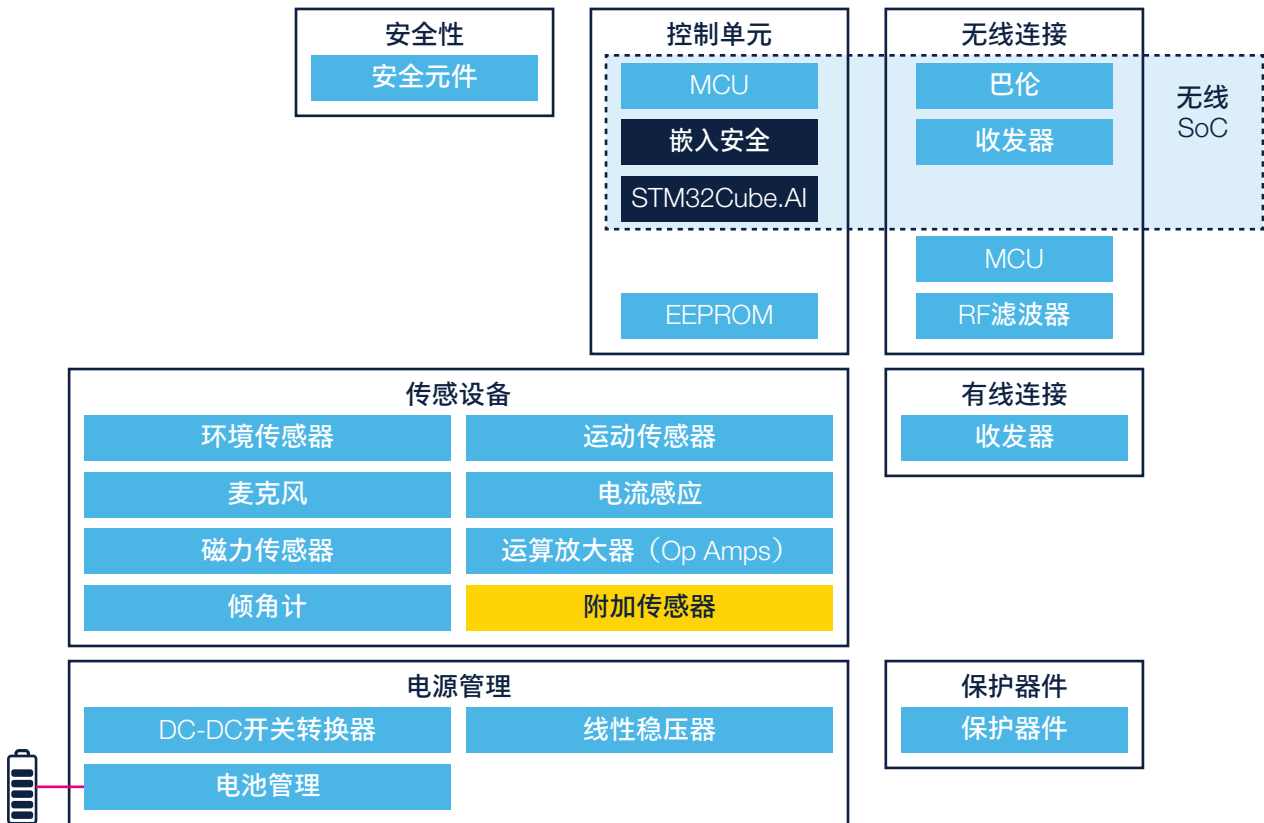 安全性
安全元件
控制单元
MCU
嵌入安全
STM32Cube.AI
EEPROM
无线连接
巴伦
收发器
MCU
RF滤波器
无线
SoC
传感设备
环境传感器
运动传感器
麦克风
电流感应
磁力传感器
运算放大器（Op Amps）
倾角计
附加传感器
有线连接
收发器
电源管理
DC-DC开关转换器
线性稳压器
电池管理
保护器件
保护器件